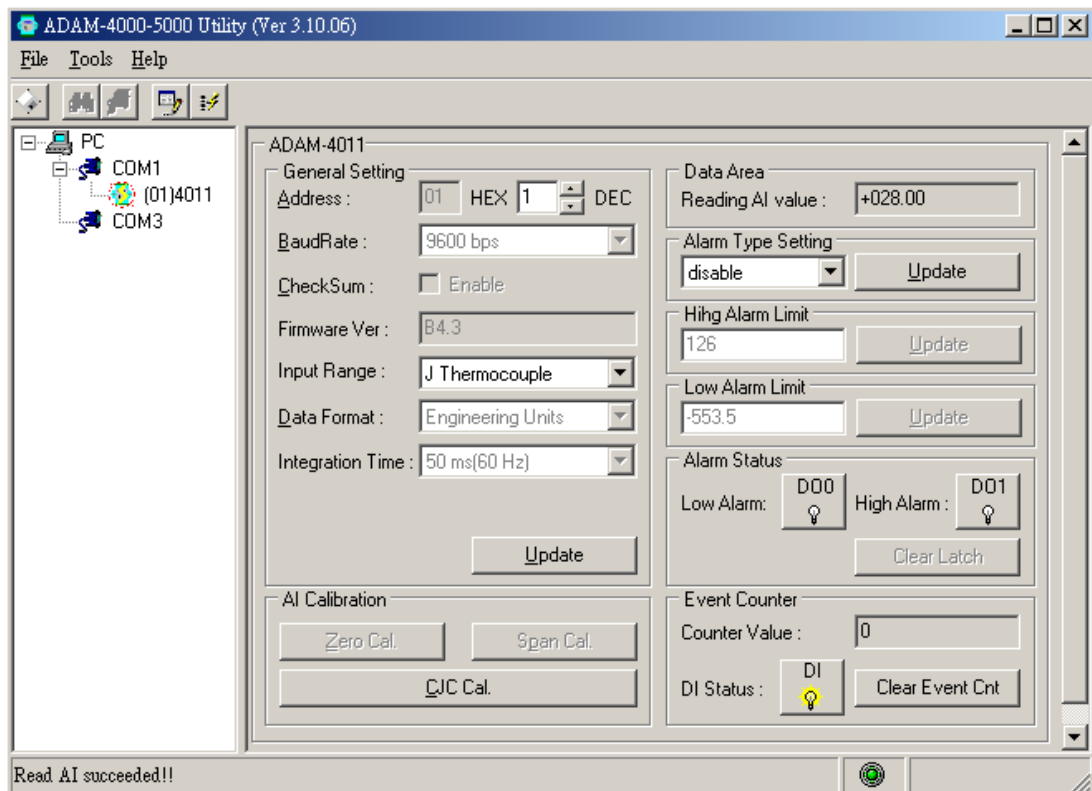 ADAM-4000-5000 Utility (Ver 3.10.06)
File Tools Help
PC
COM1
(01)4011
COM3
ADAM-4011
General Setting
Address : 01 HEX 1 DEC
BaudRate : 9600 bps
CheckSum : Enable
Firmware Ver : B4.3
Input Range : J Thermocouple
Data Format : Engineering Units
Integration Time : 50 ms(60 Hz)
Update
AI Calibration
Zero Cal. Span Cal.
CJC Cal.
Data Area
Reading AI value : +028.00
Alarm Type Setting
disable Update
Hihg Alarm Limit
126 Update
Low Alarm Limit
-553.5 Update
Alarm Status
Low Alarm: DO0 High Alarm : DO1
Clear Latch
Event Counter
Counter Value : 0
DI Status : DI Clear Event Cnt
Read AI succeeded!!